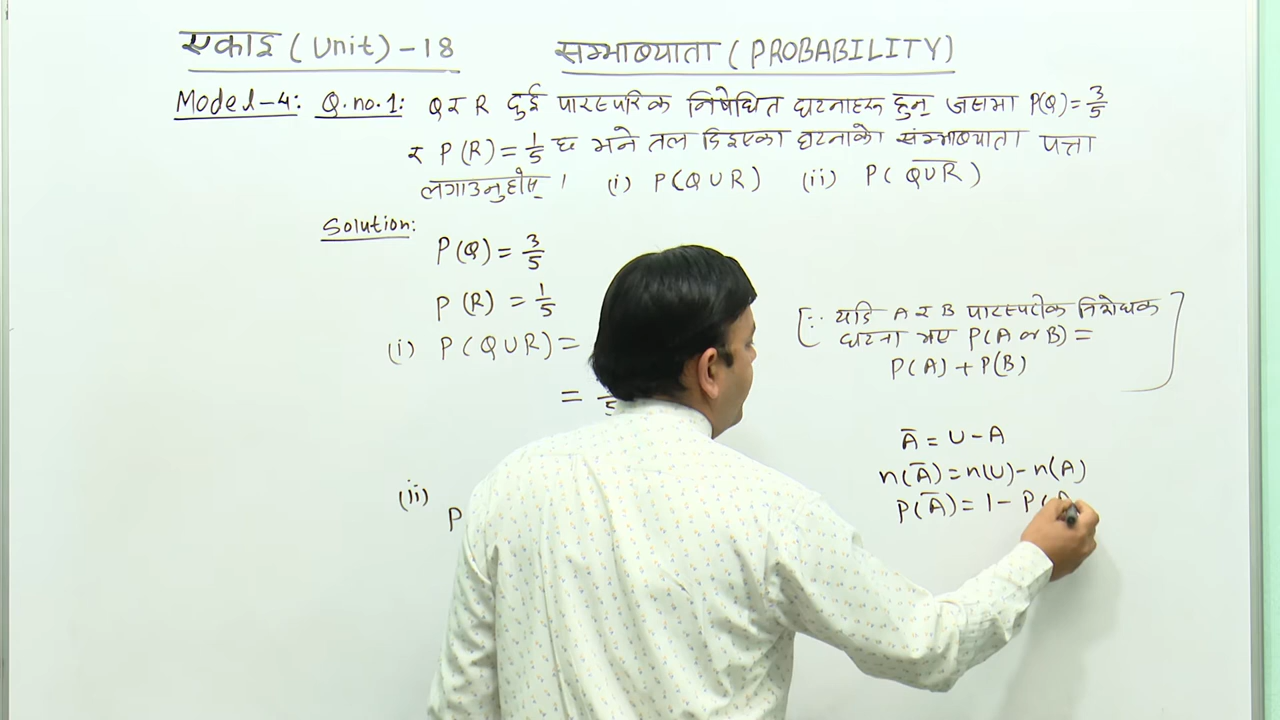 एकाइ (Unit) - 18
सम्भाव्यता (PROBABILITY)
Model-4: Q.no.1: Q र R दुई पारस्परिक निषेधित घटनाहरू हुन् जसमा P(Q) = 3/5
र P(R) = 1/5 छ भने तल दिइएका घटनाको सम्भाव्यता पत्ता
लगाउनुहोस् । (i) P(Q∪R) (ii) P(\overline{Q∪R})
Solution:
P(Q) = 3/5
P(R) = 1/5
(i) P(Q∪R) =
=
(ii)
P
[∵ यदि A र B पारस्परिक निषेधक
घटना भए P(A or B) =
P(A) + P(B) ]
Ā = U - A
n(Ā) = n(U) - n(A)
P(Ā) = 1 - P(A